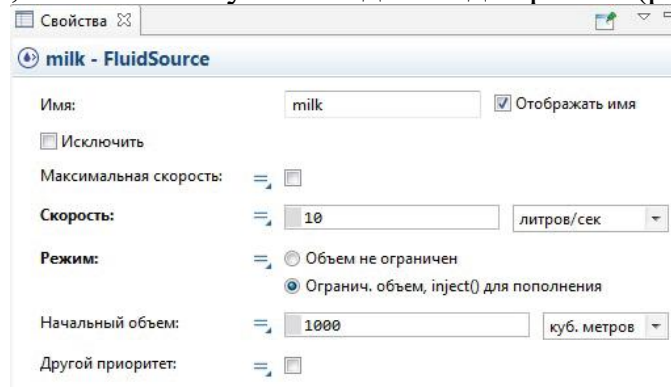 Свойства
milk - FluidSource
Имя: milk Отображать имя
Исключить
Максимальная скорость:
Скорость: 10 литров/сек
Режим: Объем не ограничен
Огранич. объем, inject() для пополнения
Начальный объем: 1000 куб. метров
Другой приоритет: